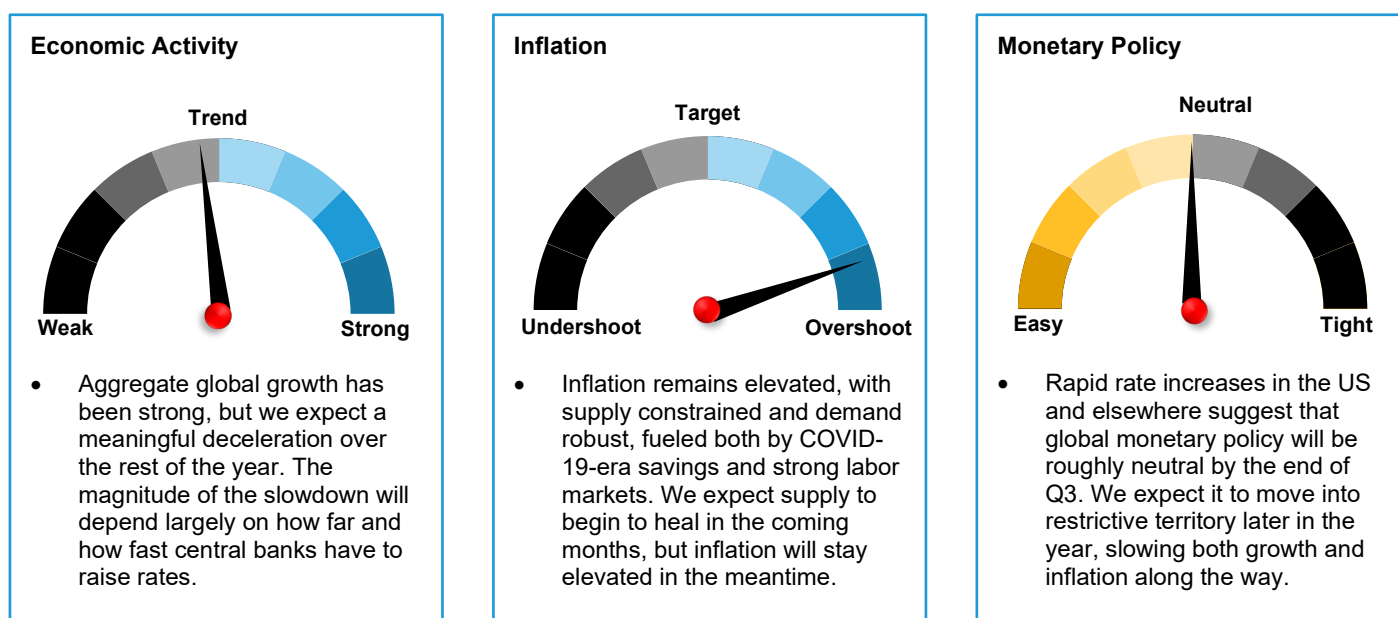 Economic Activity
Trend
Weak
Strong
• Aggregate global growth has
been strong, but we expect a
meaningful deceleration over
the rest of the year. The
magnitude of the slowdown will
depend largely on how far and
how fast central banks have to
raise rates.
Inflation
Target
Undershoot
Overshoot
• Inflation remains elevated, with
supply constrained and demand
robust, fueled both by COVID-
19-era savings and strong labor
markets. We expect supply to
begin to heal in the coming
months, but inflation will stay
elevated in the meantime.
Monetary Policy
Neutral
Easy
Tight
• Rapid rate increases in the US
and elsewhere suggest that
global monetary policy will be
roughly neutral by the end of
Q3. We expect it to move into
restrictive territory later in the
year, slowing both growth and
inflation along the way.